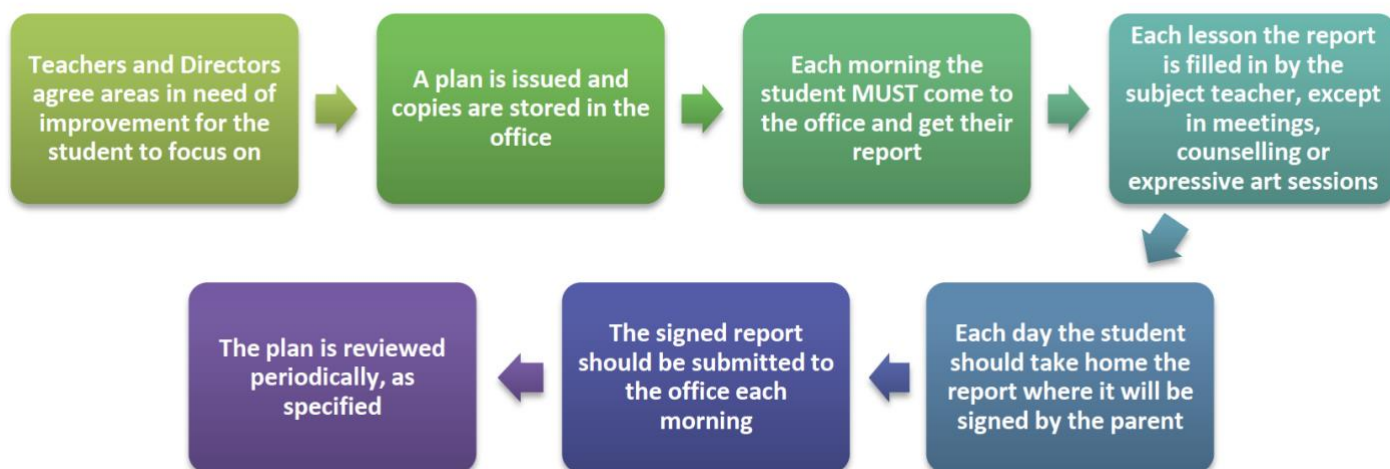 Teachers and Directors
agree areas in need of
improvement for the
student to focus on
A plan is issued and
copies are stored in the
office
Each morning the
student MUST come to
the office and get their
report
Each lesson the report
is filled in by the
subject teacher, except
in meetings,
counselling or
expressive art sessions
Each day the student
should take home the
report where it will be
signed by the parent
The signed report
should be submitted to
the office each
morning
The plan is reviewed
periodically, as
specified